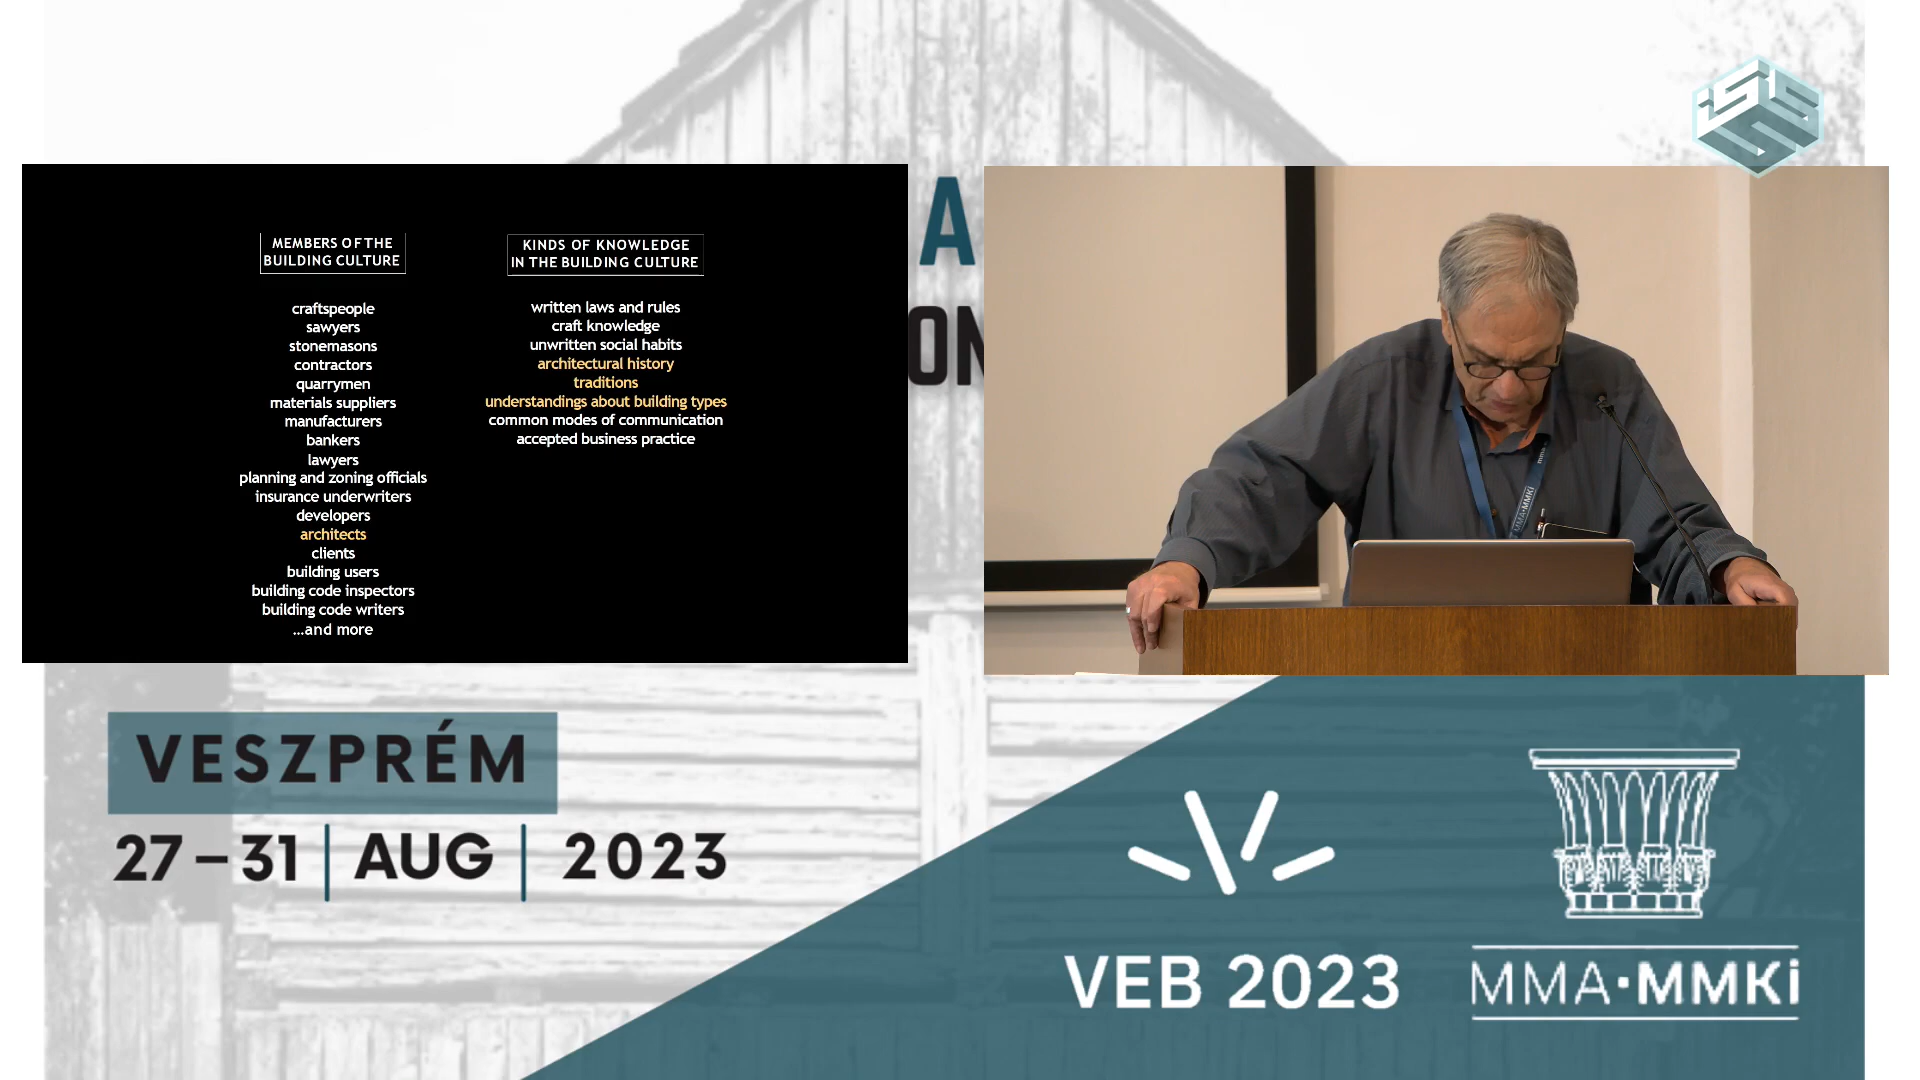 MEMBERS OF THE
BUILDING CULTURE
craftspeople
sawyers
stonemasons
contractors
quarrymen
materials suppliers
manufacturers
bankers
lawyers
planning and zoning officials
insurance underwriters
developers
architects
clients
building users
building code inspectors
building code writers
...and more
KINDS OF KNOWLEDGE
IN THE BUILDING CULTURE
written laws and rules
craft knowledge
unwritten social habits
architectural history
traditions
understandings about building types
common modes of communication
accepted business practice
A
ON
MMA•MMKi
VESZPRÉM
27–31 | AUG | 2023
VEB 2023
MMA•MMKi